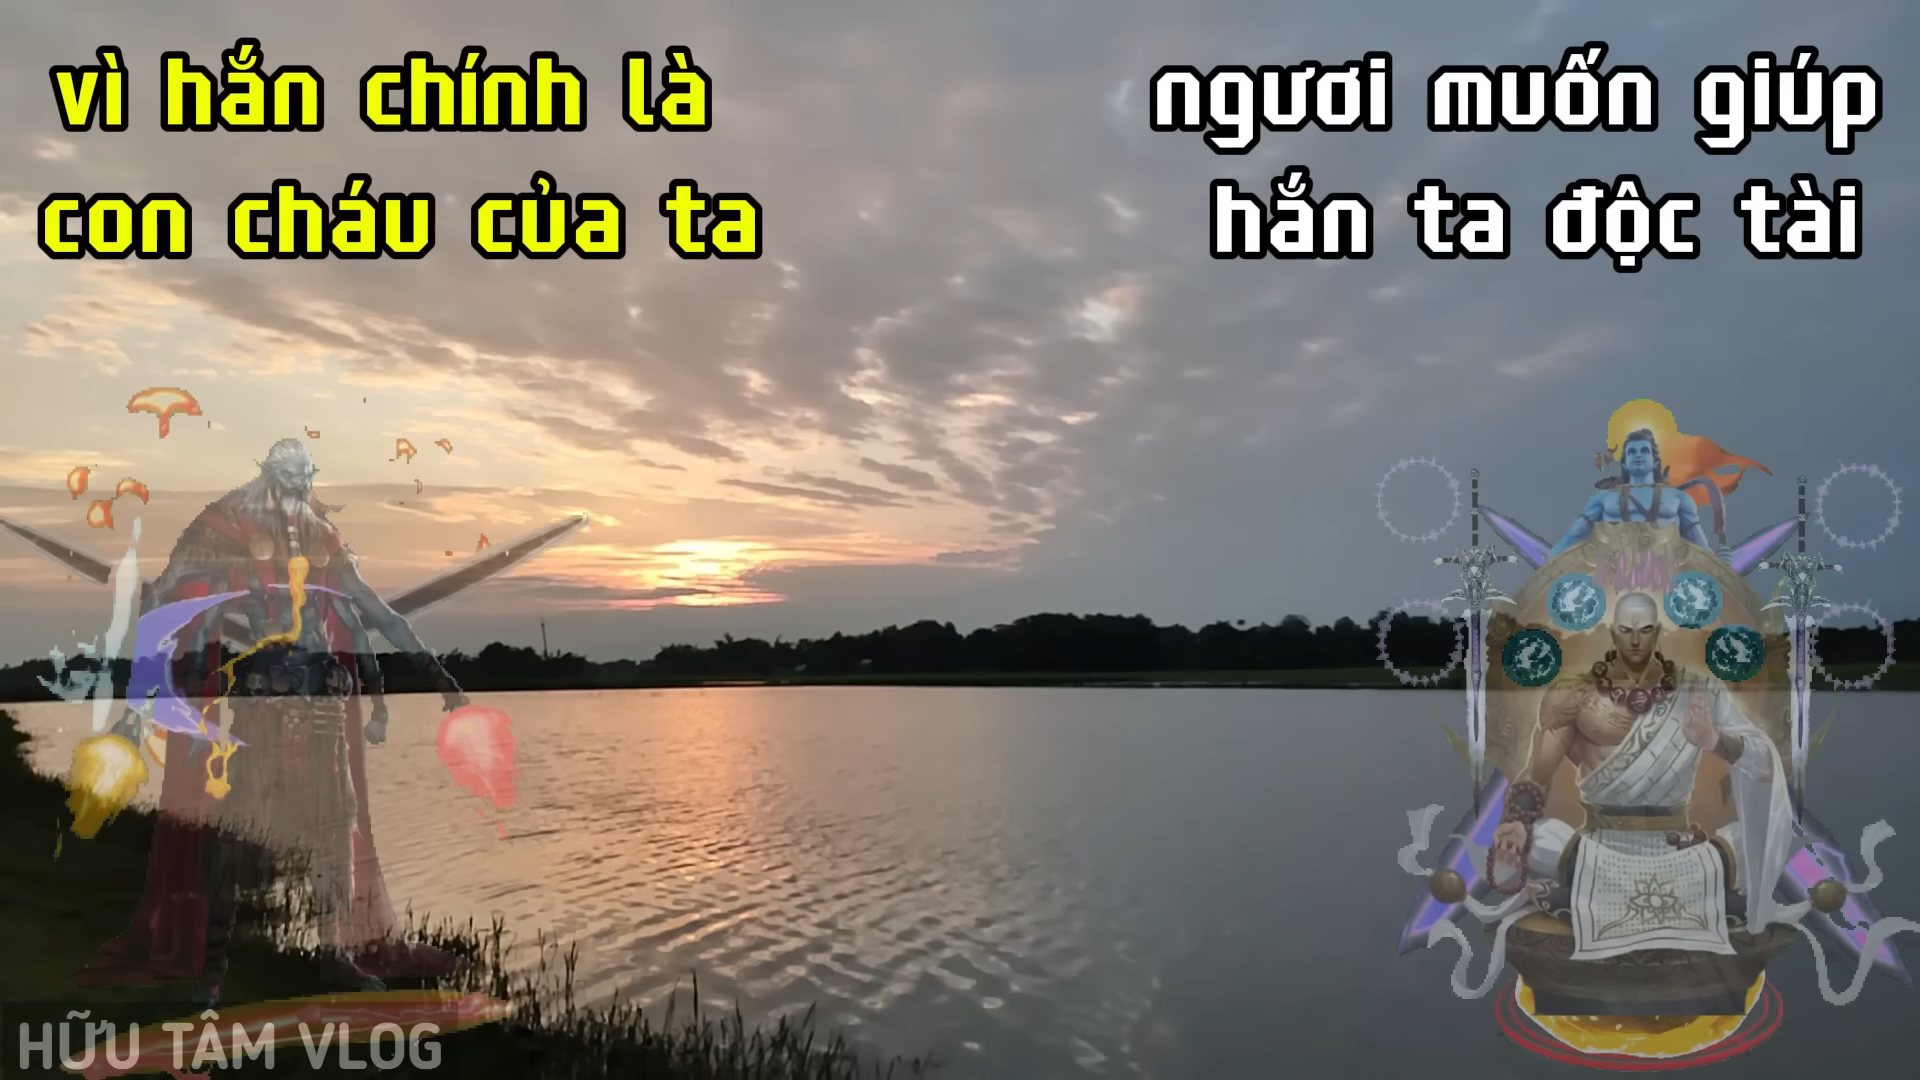 vì hắn chính là
con cháu của ta
ngươi muốn giúp
hắn ta độc tài
HỮU TÂM VLOG